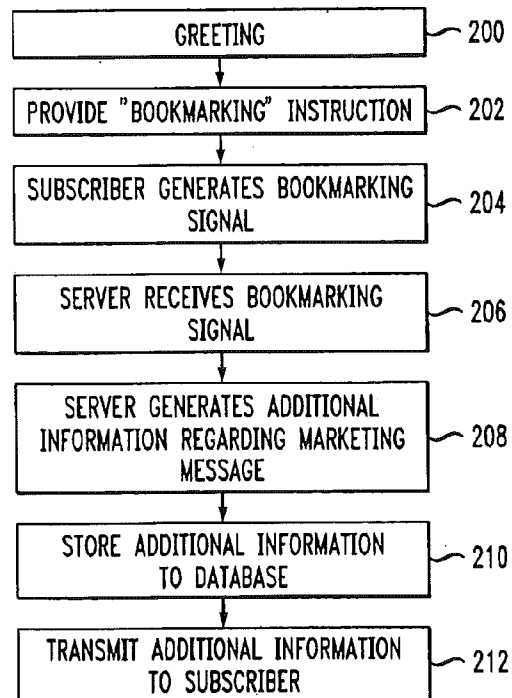 GREETING
200
PROVIDE "BOOKMARKING" INSTRUCTION
202
SUBSCRIBER GENERATES BOOKMARKING
SIGNAL
204
SERVER RECEIVES BOOKMARKING
SIGNAL
206
SERVER GENERATES ADDITIONAL
INFORMATION REGARDING MARKETING
MESSAGE
208
STORE ADDITIONAL INFORMATION
TO DATABASE
210
TRANSMIT ADDITIONAL INFORMATION
TO SUBSCRIBER
212